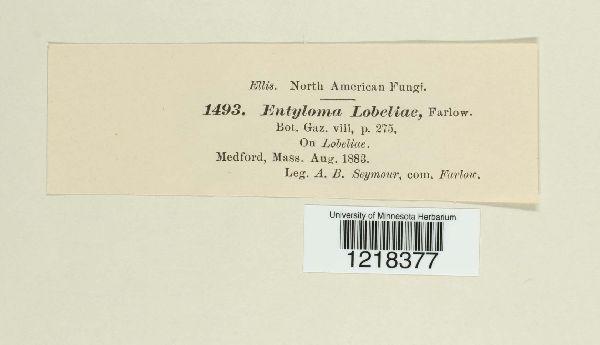 Ellis. North American Fungi.
1493. Entyloma Lobeliae, Farlow.
Bot. Gaz. viii, p. 275,
On Lobeliae.
Medford, Mass. Aug. 1883.
Leg. A. B. Seymour, com. Farlow.
University of Minnesota Herbarium
1218377